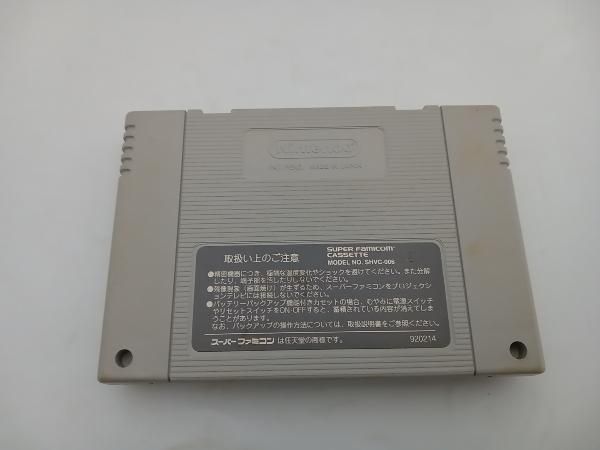 Nintendo
PAT. PEND. MADE IN JAPAN
取扱い上のご注意
SUPER FAMICOM
CASSETTE
MODEL NO. SHVC-006
●精密機器につき、極端な温度変化やショックを避けてください。また分解
したり、端子部を汚したりしないでください。
●残像現象(画面焼け)が生ずるため、スーパーファミコンをプロジェクシ
ョンテレビには接続しないでください。
●バッテリーバックアップ機能付きカセットの場合、むやみに電源スイッチ
やリセットスイッチをON・OFFすると、蓄積されている内容が消えてしま
うことがあります。
なお、バックアップの操作方法については、取扱説明書をご参照ください。
スーパーファミコンは任天堂の商標です。
920214